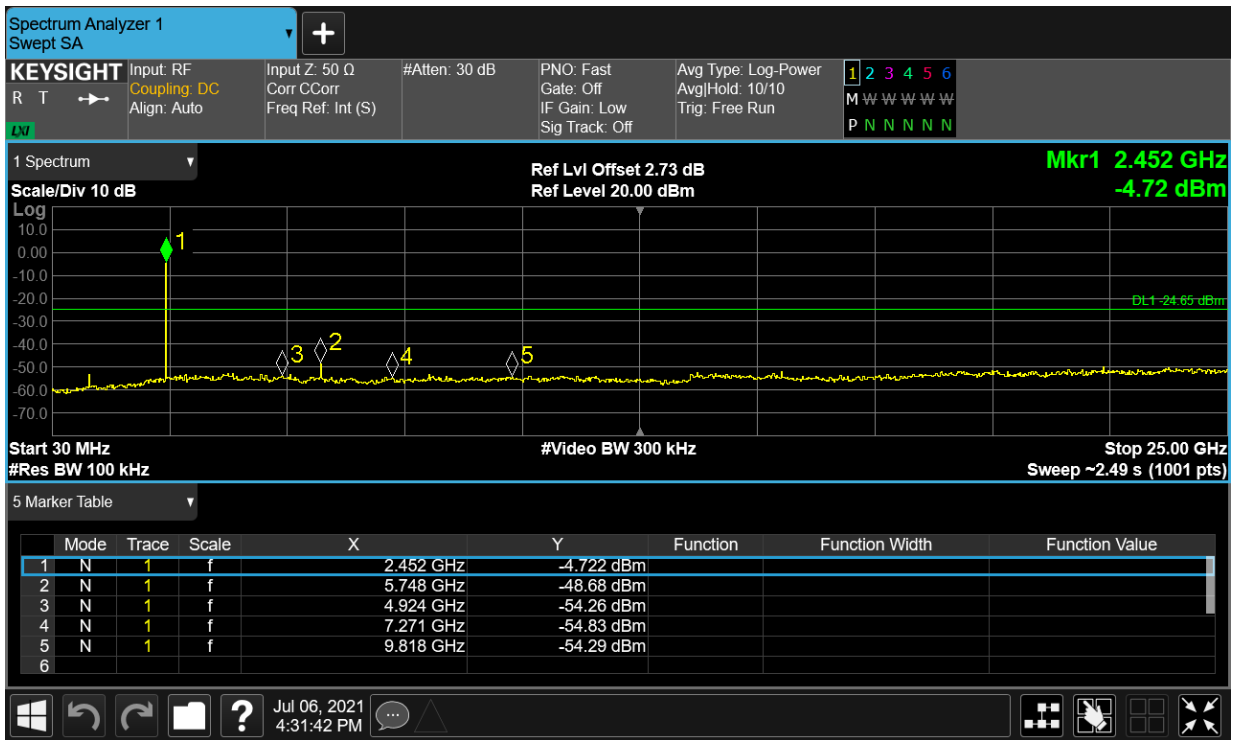 Spectrum Analyzer 1
Swept SA
+
KEYSIGHT
R T
LXI
Input: RF
Coupling: DC
Align: Auto
Input Z: 50 Ω
Corr CCorr
Freq Ref: Int (S)
#Atten: 30 dB
PNO: Fast
Gate: Off
IF Gain: Low
Sig Track: Off
Avg Type: Log-Power
Avg|Hold: 10/10
Trig: Free Run
1 2 3 4 5 6
M W W W W W
P N N N N N
1 Spectrum
Scale/Div 10 dB
Ref Lvl Offset 2.73 dB
Ref Level 20.00 dBm
Mkr1 2.452 GHz
-4.72 dBm
Log
10.0
0.00
-10.0
-20.0
-30.0
-40.0
-50.0
-60.0
-70.0
1
3
2
4
5
DL1 -24.65 dBm
Start 30 MHz
#Video BW 300 kHz
Stop 25.00 GHz
#Res BW 100 kHz
Sweep ~2.49 s (1001 pts)
5 Marker Table
Mode Trace Scale X Y Function Function Width Function Value
1 N 1 f 2.452 GHz -4.722 dBm
2 N 1 f 5.748 GHz -48.68 dBm
3 N 1 f 4.924 GHz -54.26 dBm
4 N 1 f 7.271 GHz -54.83 dBm
5 N 1 f 9.818 GHz -54.29 dBm
6
?
Jul 06, 2021
4:31:42 PM